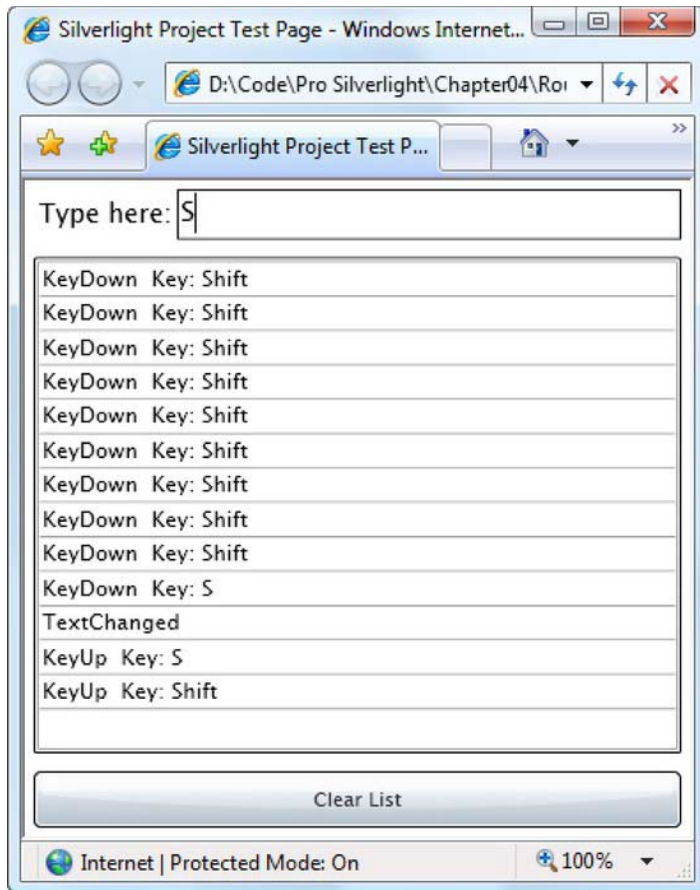 Silverlight Project Test Page - Windows Internet...
D:\Code\Pro Silverlight\Chapter04\Rou
Silverlight Project Test P...
Type here: S
KeyDown Key: Shift
KeyDown Key: Shift
KeyDown Key: Shift
KeyDown Key: Shift
KeyDown Key: Shift
KeyDown Key: Shift
KeyDown Key: Shift
KeyDown Key: Shift
KeyDown Key: Shift
KeyDown Key: S
TextChanged
KeyUp Key: S
KeyUp Key: Shift
Clear List
Internet | Protected Mode: On 100%